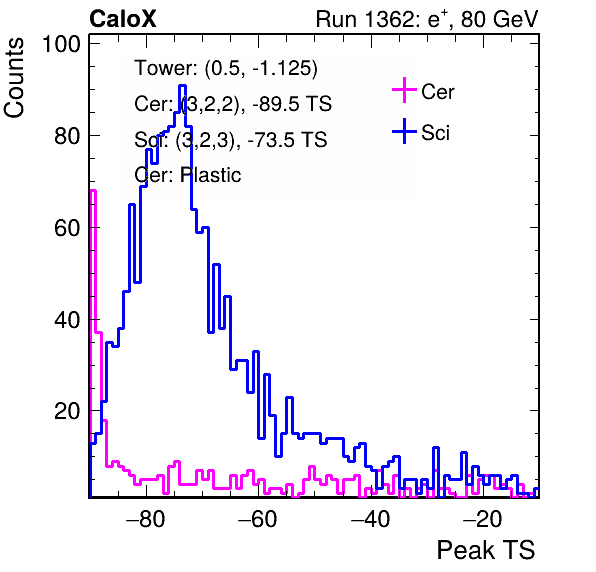 CaloX Run 1362: e⁺, 80 GeV
Counts
100
80
60
40
20
Tower: (0.5, -1.125)
Cer: (3,2,2), -89.5 TS
Sci: (3,2,3), -73.5 TS
Cer: Plastic
Cer
Sci
−80 −60 −40 −20
Peak TS